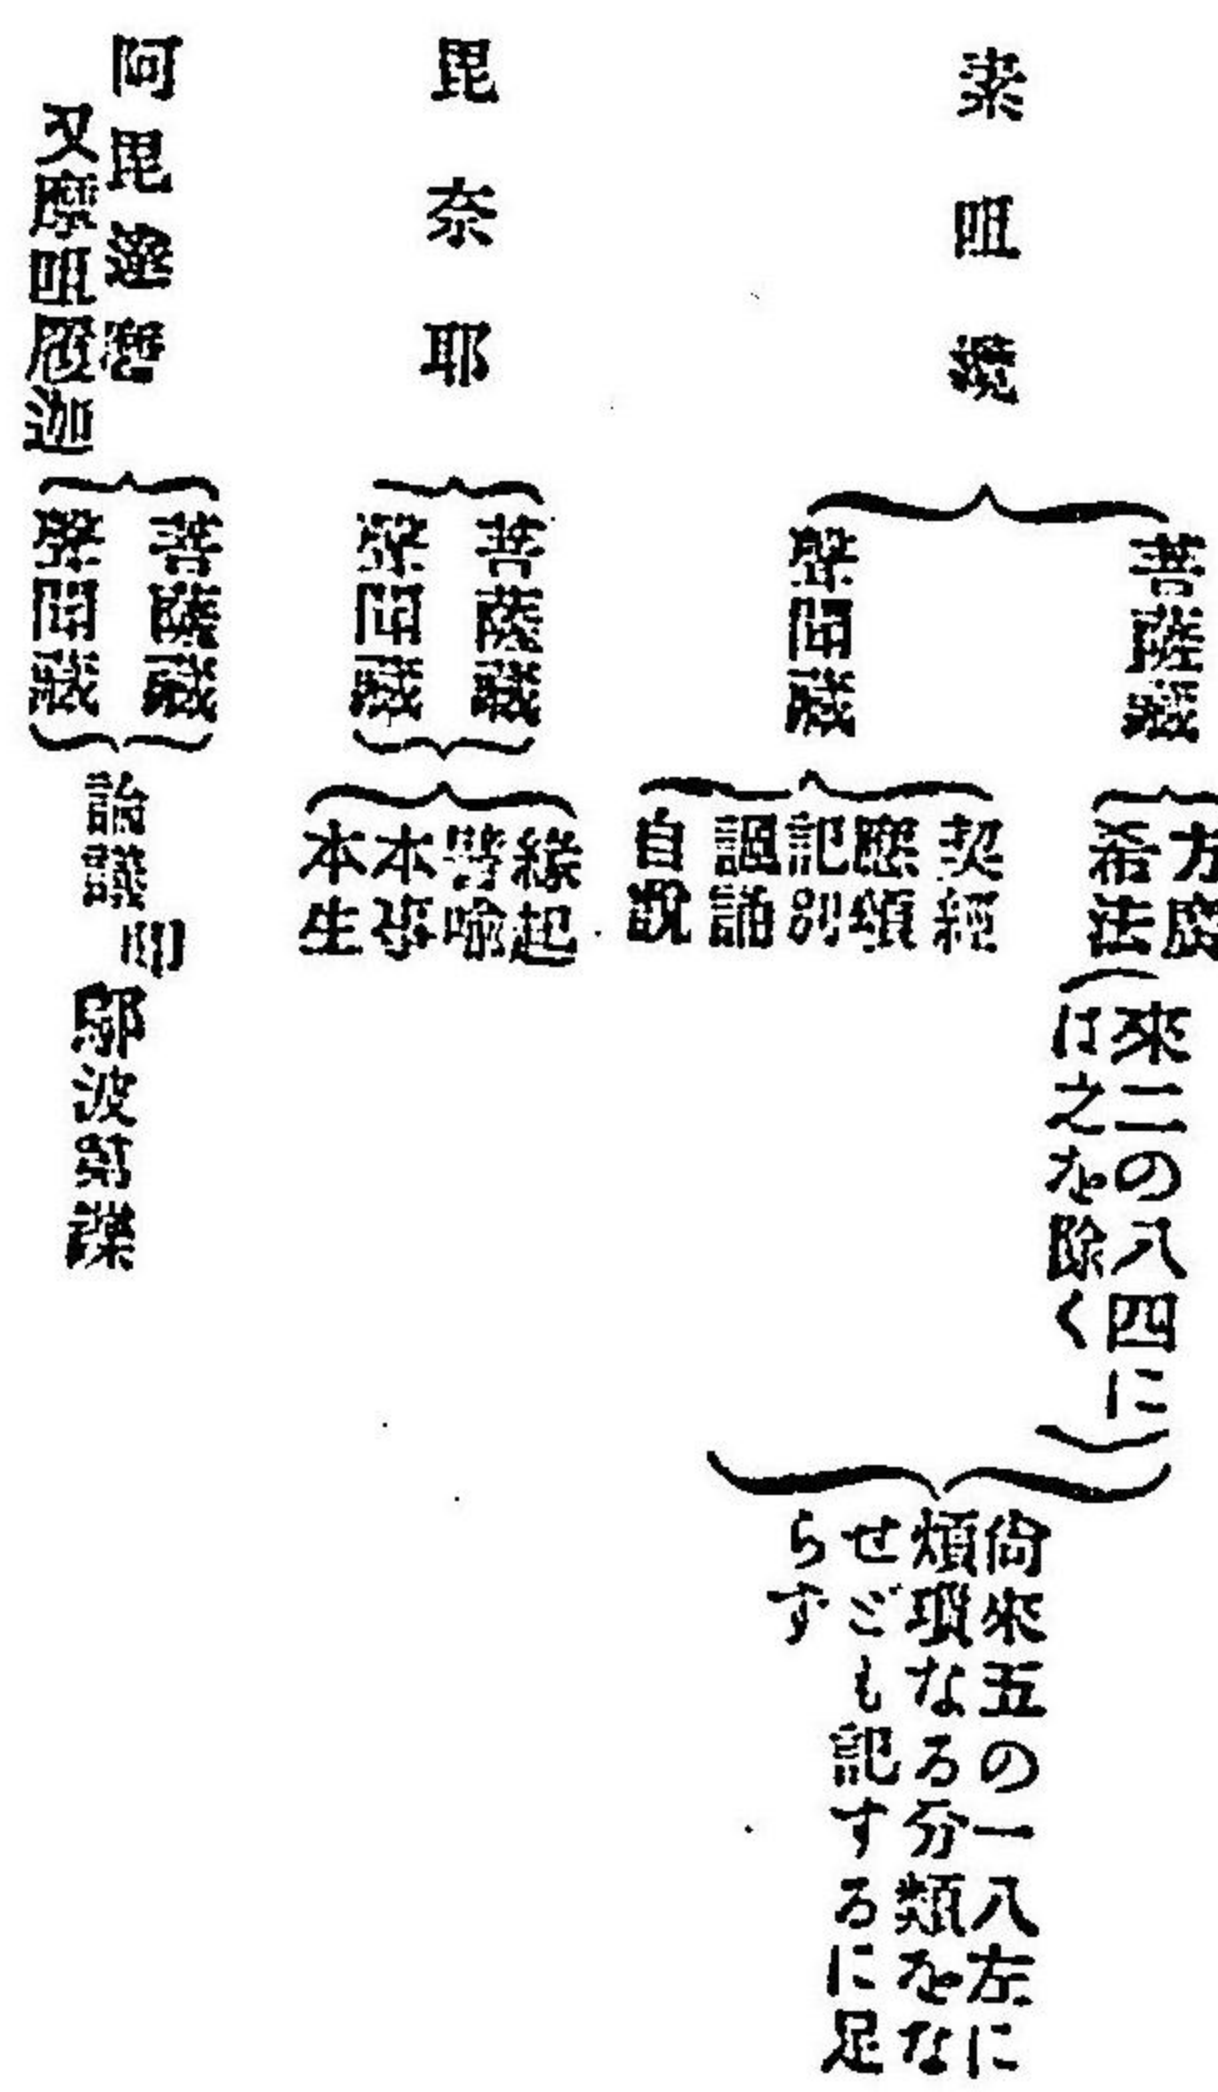 素咀纜
菩薩藏
方廣
希法
(來二の八四に
は之を除く)
聲聞藏
契經
應頌
記別
諷誦
自說
尙來五の一八左に
煩瑣なる分類をな
せども記するに足
らず
毘奈耶
菩薩藏
聲聞藏
緣起
譬喩
本事
本生
阿毘達磨
又摩咀履迦
菩薩藏
聲聞藏
論議
卽
鄔波第鑠